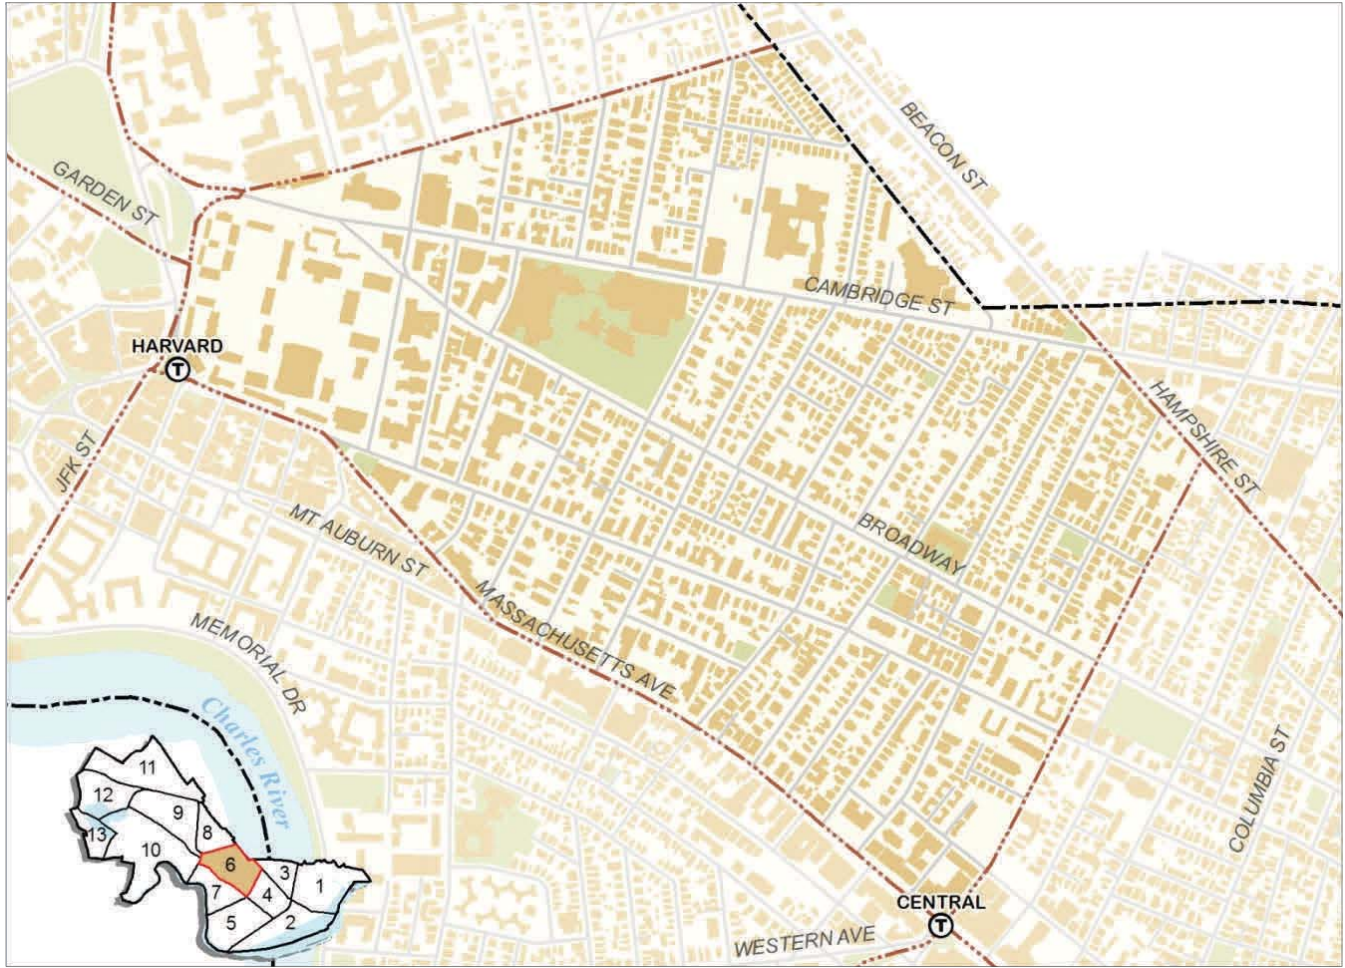 BEACON ST
GARDEN ST
CAMBRIDGE ST
HARVARD
T
HAMPSHIRE ST
JFK ST
MT AUBURN ST
BROADWAY
MASSACHUSETTS AVE
MEMORIAL DR
Charles River
COLUMBIA ST
11
12
9
13
8
10
6
3
1
7
4
5
2
CENTRAL
T
WESTERN AVE